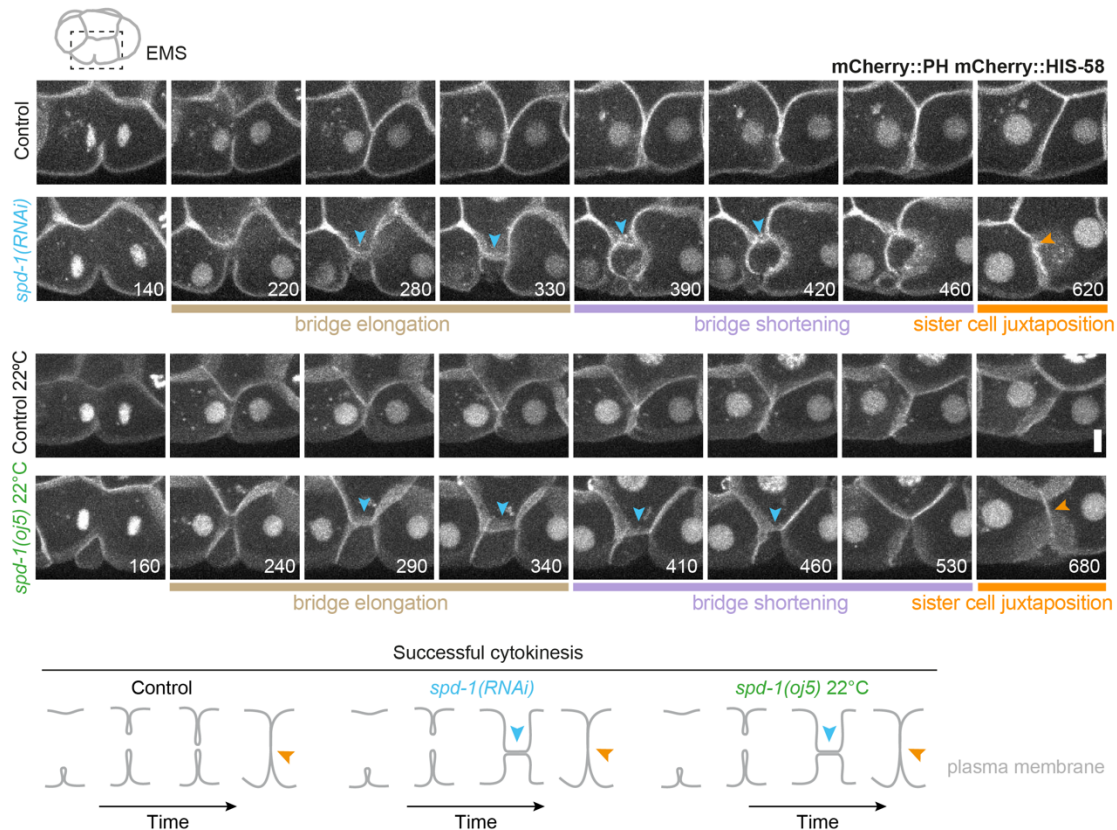 EMS
mCherry::PH mCherry::HIS-58
Control
spd-1(RNAi)
140 220 280 330 390 420 460 620
bridge elongation bridge shortening sister cell juxtaposition
Control 22ºC
spd-1(oj5) 22°C
160 240 290 340 410 460 530 680
bridge elongation bridge shortening sister cell juxtaposition
Successful cytokinesis
Control spd-1(RNAi) spd-1(oj5) 22°C
plasma membrane
Time Time Time